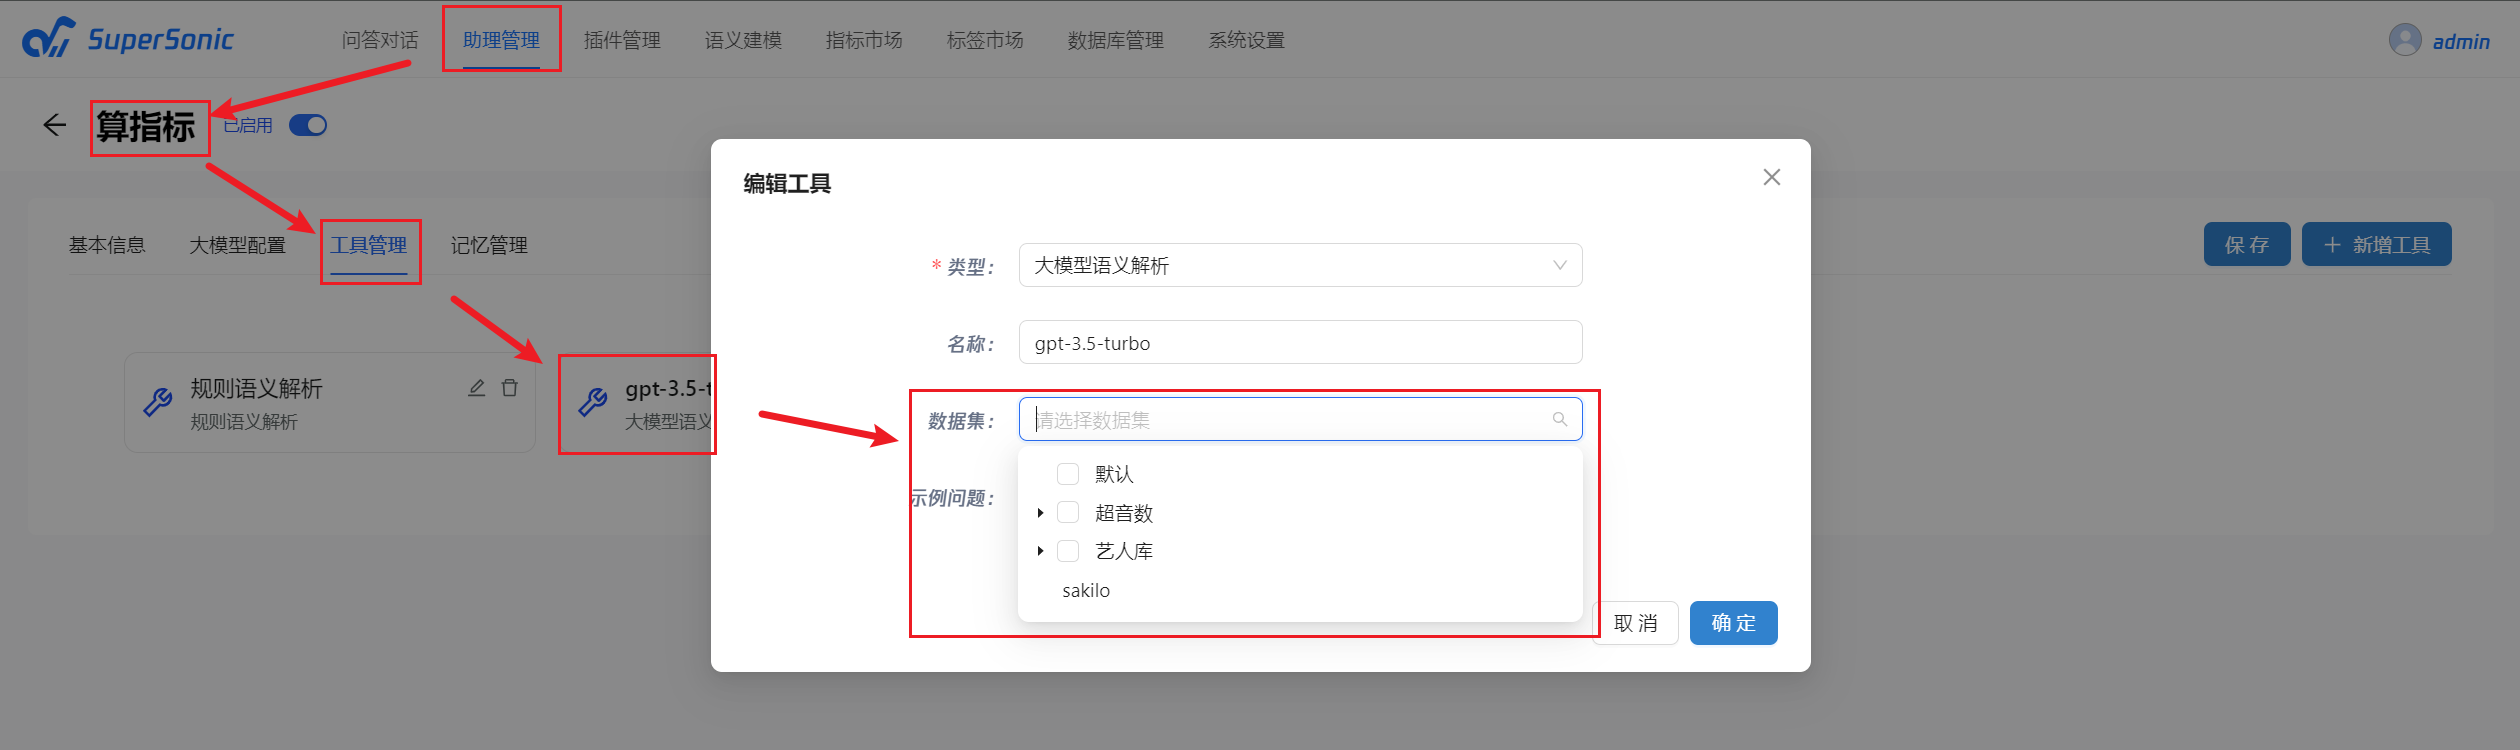 SuperSonic
问答对话 助理管理 插件管理 语义建模 指标市场 标签市场 数据库管理 系统设置
admin
算指标 已启用
基本信息 大模型配置 工具管理 记忆管理
保 存 新增工具
规则语义解析
规则语义解析
gpt-3.5-t
大模型语义
编辑工具
* 类型：
大模型语义解析
名称：
gpt-3.5-turbo
数据集：
请选择数据集
默认
超音数
艺人库
sakilo
示例问题：
取 消 确 定